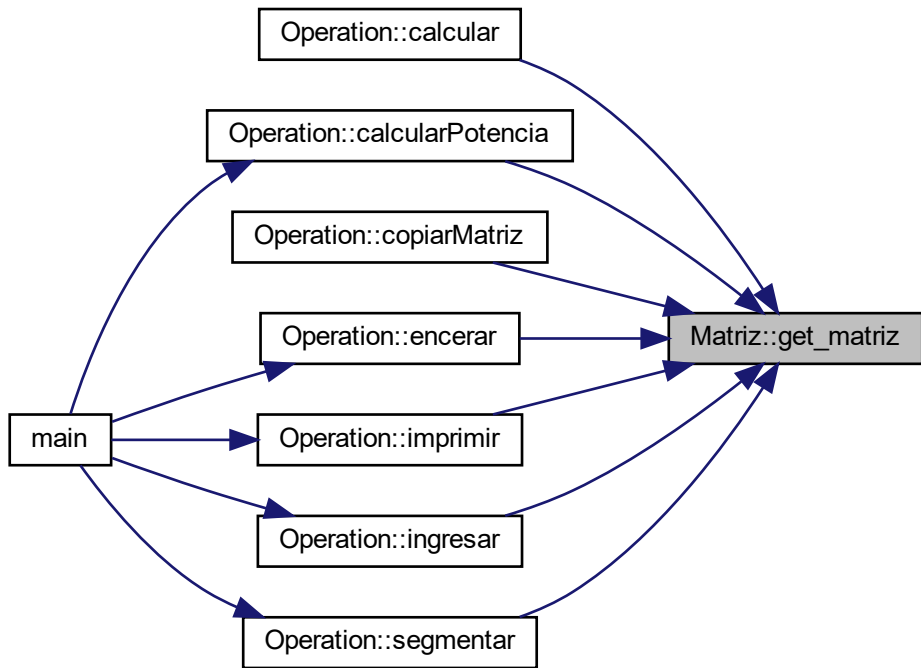 Operation::calcular
Operation::calcularPotencia
Operation::copiarMatriz
Operation::encerar
Matriz::get_matriz
main
Operation::imprimir
Operation::ingresar
Operation::segmentar